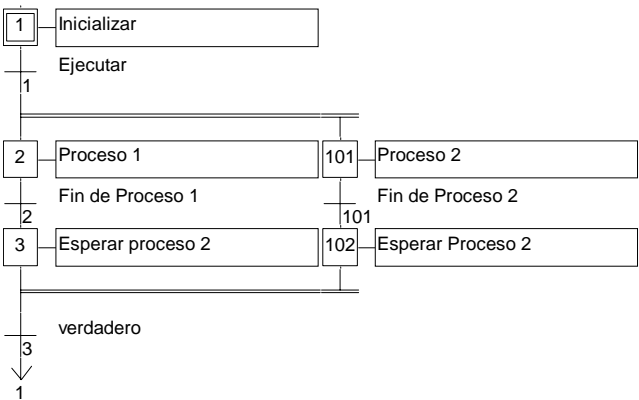 1 Inicializar
Ejecutar
1
2 Proceso 1 101 Proceso 2
Fin de Proceso 1 Fin de Proceso 2
2 101
3 Esperar proceso 2 102 Esperar Proceso 2
verdadero
3
1